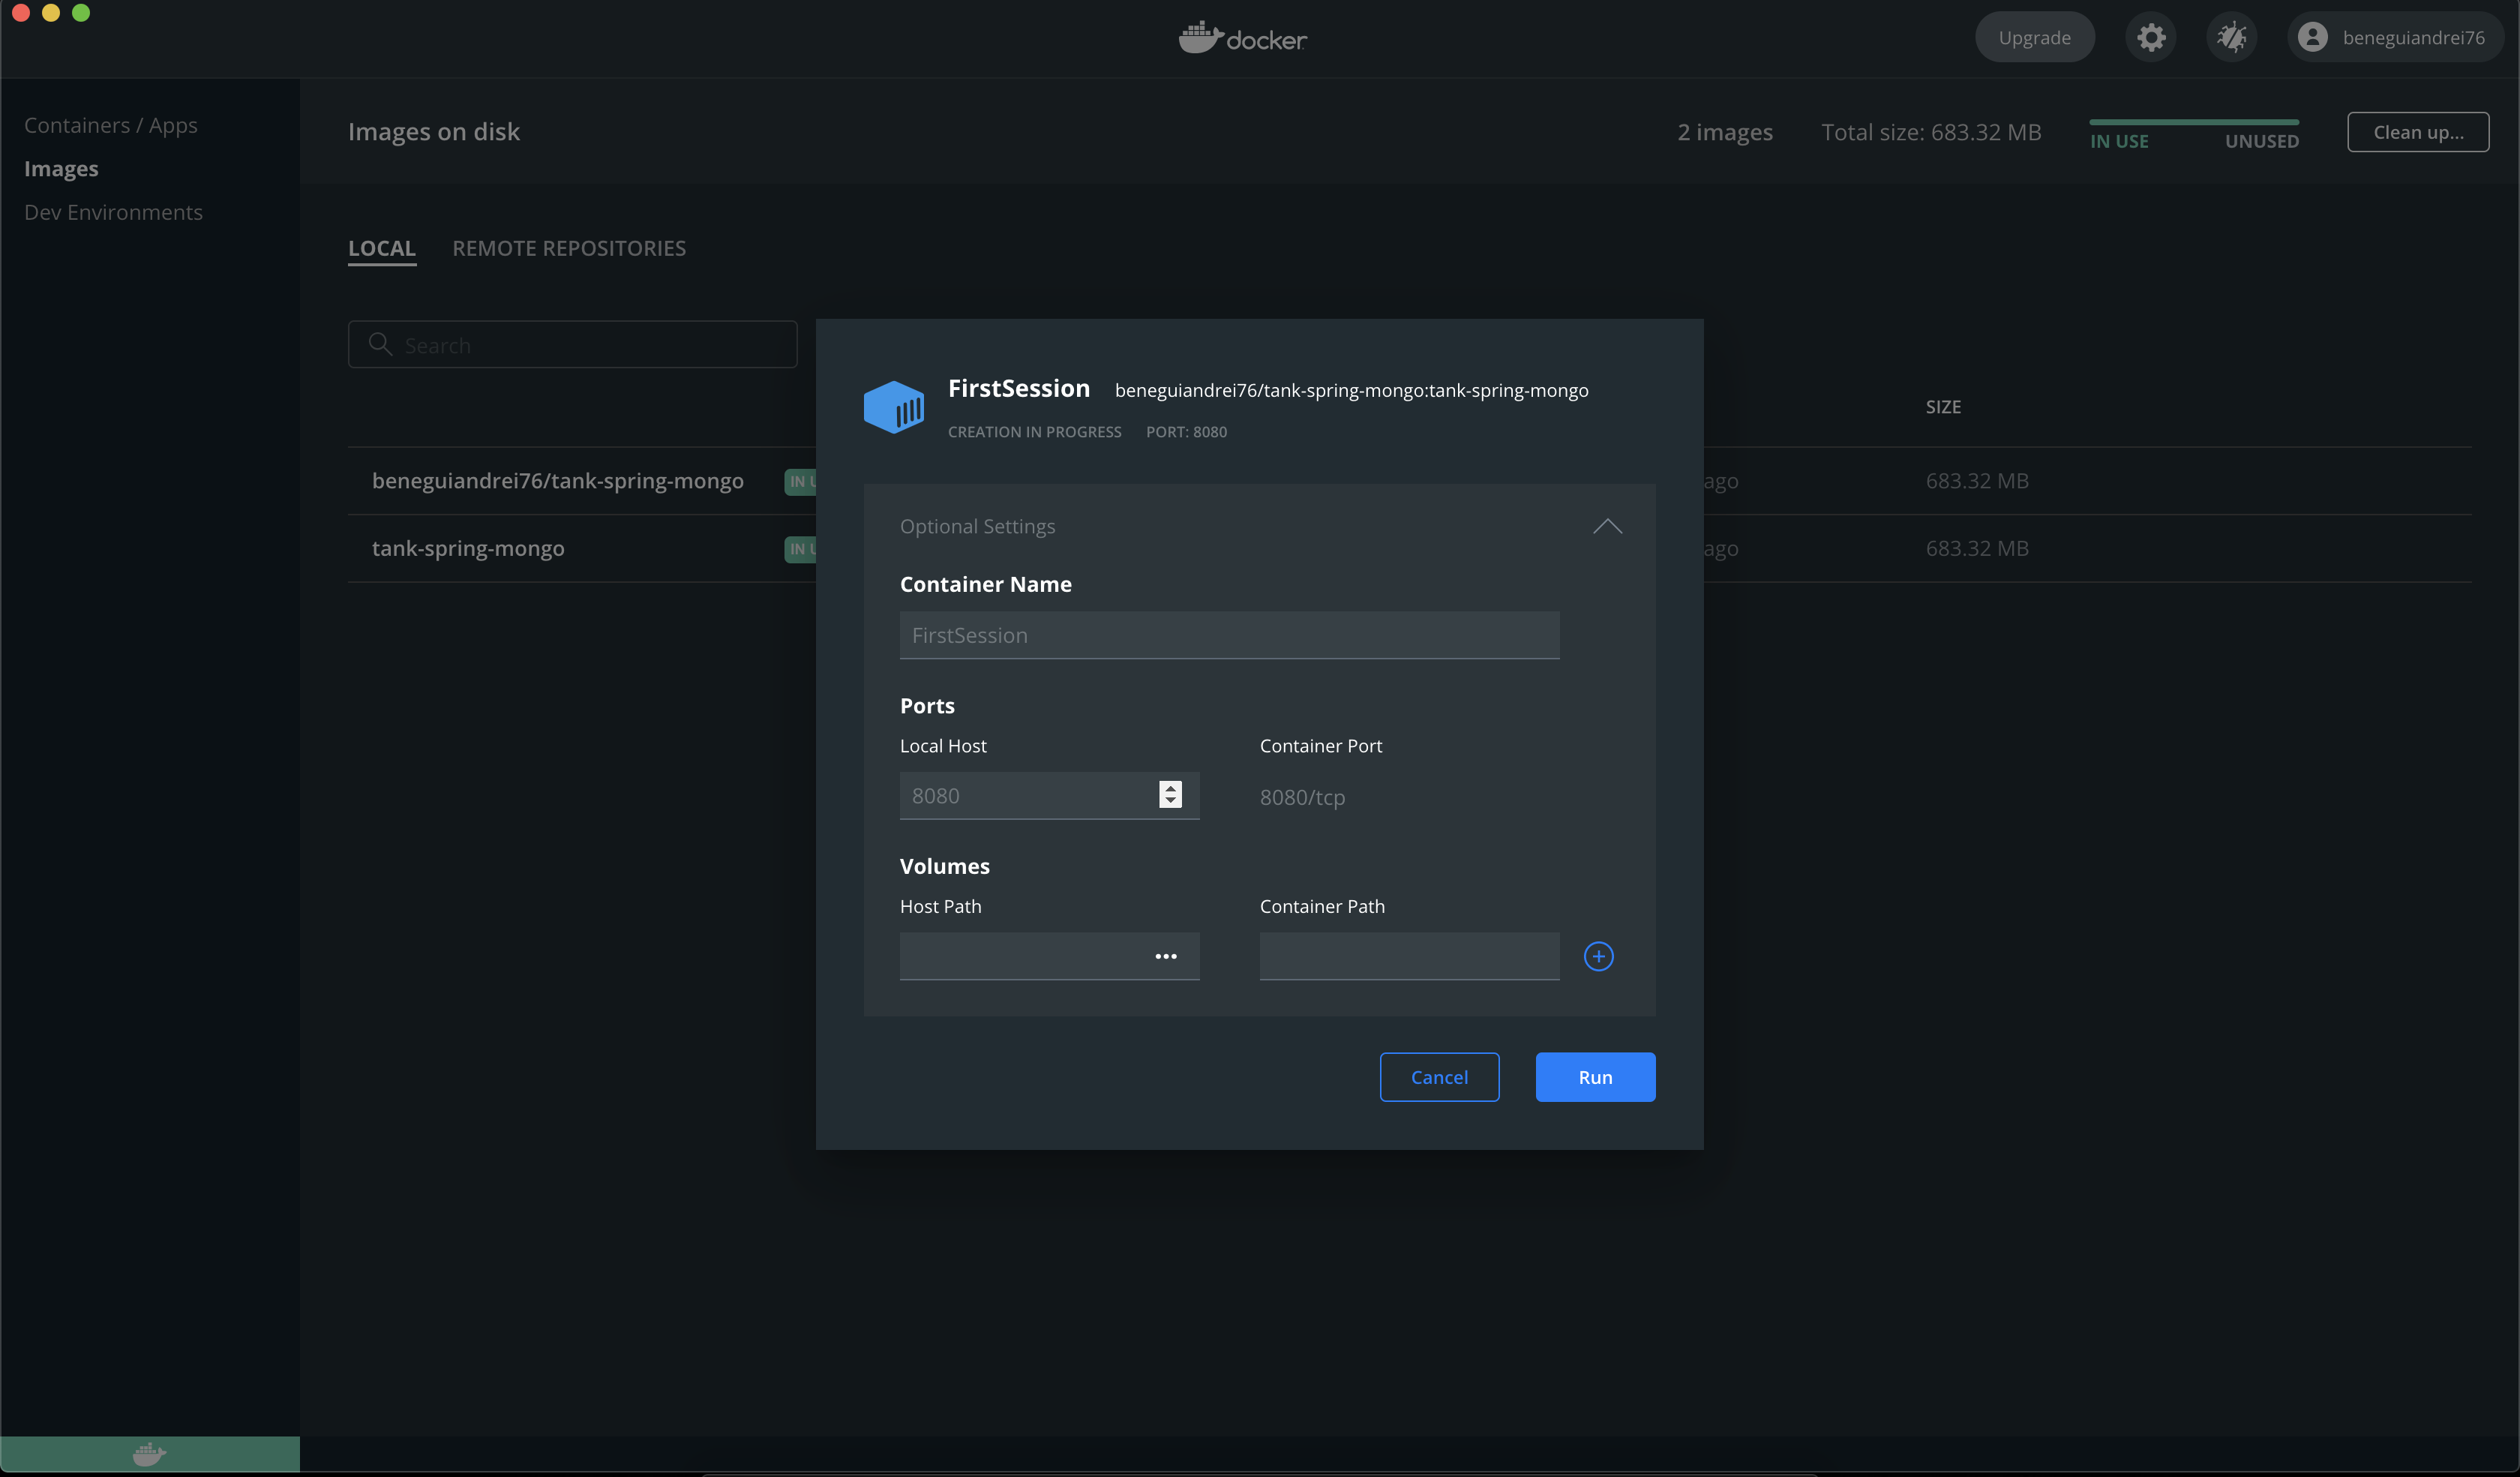 docker
Upgrade
beneguiandrei76
Containers / Apps
Images
Dev Environments
Images on disk
2 images
Total size: 683.32 MB
IN USE
UNUSED
Clean up...
LOCAL
REMOTE REPOSITORIES
Search
SIZE
beneguiandrei76/tank-spring-mongo
IN U
ago
683.32 MB
tank-spring-mongo
IN U
ago
683.32 MB
FirstSession
beneguiandrei76/tank-spring-mongo:tank-spring-mongo
CREATION IN PROGRESS
PORT: 8080
Optional Settings
Container Name
FirstSession
Ports
Local Host
Container Port
8080
8080/tcp
Volumes
Host Path
Container Path
Cancel
Run